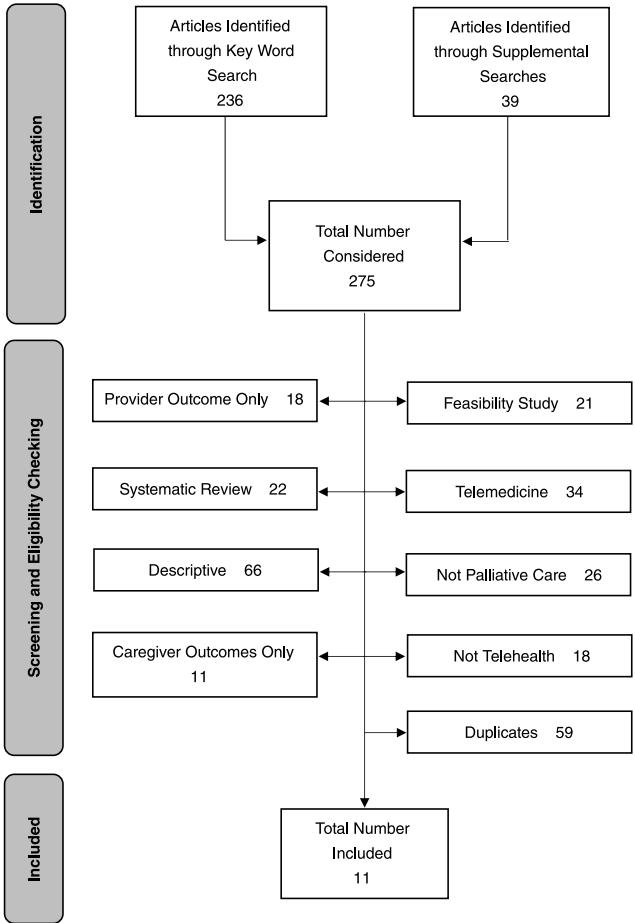 Identification
Articles Identified
through Key Word
Search
236
Articles Identified
through Supplemental
Searches
39
Total Number
Considered
275
Screening and Eligibility Checking
Provider Outcome Only 18
Feasibility Study 21
Systematic Review 22
Telemedicine 34
Descriptive 66
Not Palliative Care 26
Caregiver Outcomes Only
11
Not Telehealth 18
Duplicates 59
Included
Total Number
Included
11